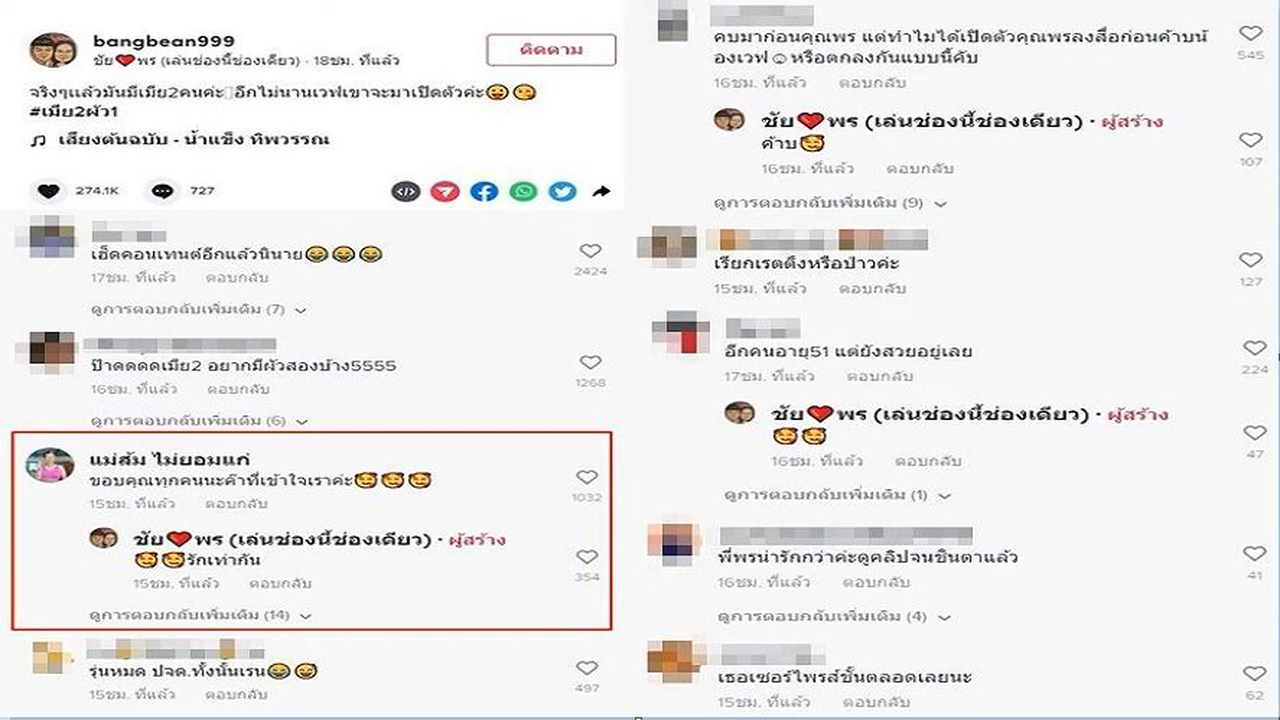 bangbean999
ชัย❤️พร (เล่นช่องนี้ช่องเดียว) · 18ชม. ที่แล้ว
ติดตาม
จริงๆแล้วมันมีเมีย2คนค่ะ อีกไม่นานเวฟเขาจะมาเปิดตัวค่ะ😜😘
#เมีย2ผัว1
♫ เสียงต้นฉบับ - น้ำแข็ง ทิพวรรณ
274.1K 727
เฮ็ดคอนเทนต์อีกแล้วนินาย😂😂😂
2424
17ชม. ที่แล้ว ตอบกลับ
ดูการตอบกลับเพิ่มเติม (7)
ป๊าดดดดเมีย2 อยากมีผัวสองบ้าง5555
1268
16ชม. ที่แล้ว ตอบกลับ
ดูการตอบกลับเพิ่มเติม (6)
แม่ส้ม ไม่ยอมแก่
ขอบคุณทุกคนนะค๊าที่เข้าใจเราค่ะ🥰🥰🥰
1032
15ชม. ที่แล้ว ตอบกลับ
ชัย❤️พร (เล่นช่องนี้ช่องเดียว) · ผู้สร้าง
🥰🥰รักเท่ากัน
354
15ชม. ที่แล้ว ตอบกลับ
ดูการตอบกลับเพิ่มเติม (14)
รุ่นหมด ปจด.ทั้งนั้นเรน😂😅
497
15ชม. ที่แล้ว ตอบกลับ
คบมาก่อนคุณพร แต่ทำไมได้เปิดตัวคุณพรลงสื่อก่อนค้าบน้
องเวฟ☺หรือตกลงกันแบบนี้คับ
545
16ชม. ที่แล้ว ตอบกลับ
ชัย❤️พร (เล่นช่องนี้ช่องเดียว) · ผู้สร้าง
ค้าบ🥰
107
16ชม. ที่แล้ว ตอบกลับ
ดูการตอบกลับเพิ่มเติม (9)
เรียกเรตติ้งหรือป่าวค่ะ
127
15ชม. ที่แล้ว ตอบกลับ
อีกคนอายุ51 แต่ยังสวยอยู่เลย
224
17ชม. ที่แล้ว ตอบกลับ
ชัย❤️พร (เล่นช่องนี้ช่องเดียว) · ผู้สร้าง
🥰🥰
47
16ชม. ที่แล้ว ตอบกลับ
ดูการตอบกลับเพิ่มเติม (1)
พี่พรน่ารักกว่าค่ะดูคลิปจนชินตาแล้ว
41
16ชม. ที่แล้ว ตอบกลับ
ดูการตอบกลับเพิ่มเติม (4)
เธอเซอร์ไพรส์ชั้นตลอดเลยนะ
62
15ชม. ที่แล้ว ตอบกลับ